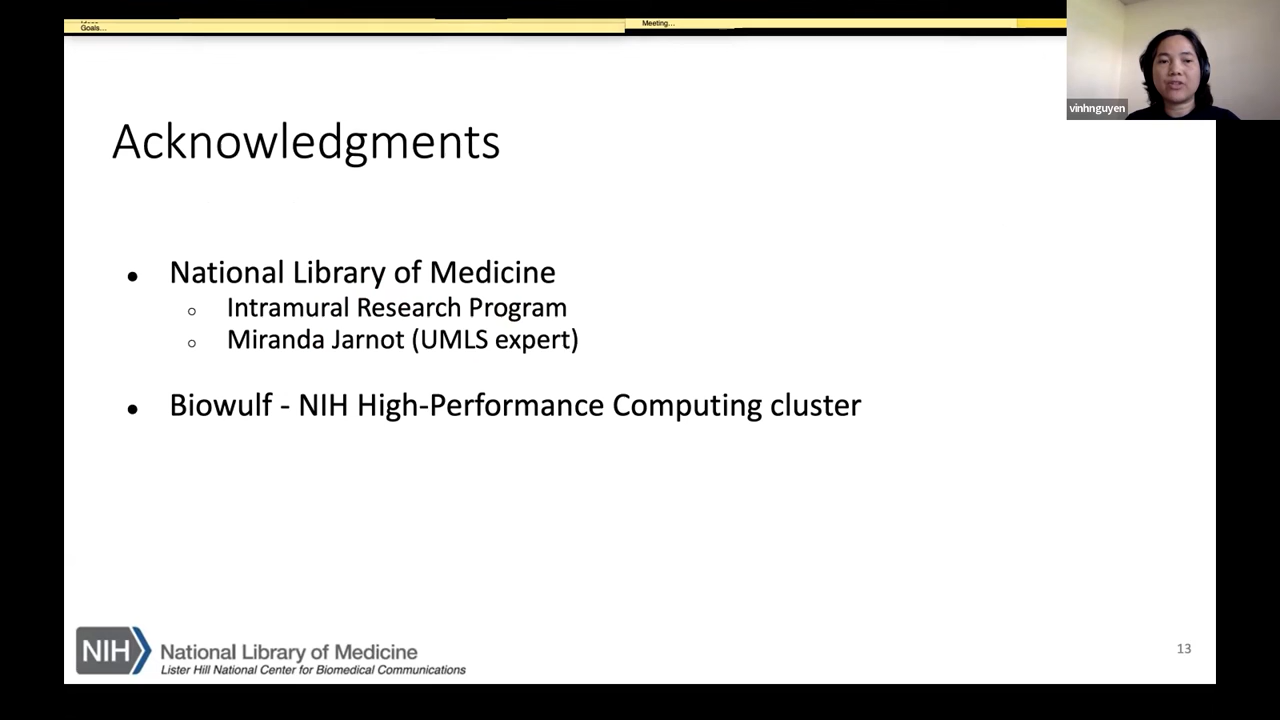 Goals...
Meeting...
vinhnguyen
Acknowledgments
● National Library of Medicine
○ Intramural Research Program
○ Miranda Jarnot (UMLS expert)
● Biowulf - NIH High-Performance Computing cluster
NIH National Library of Medicine
Lister Hill National Center for Biomedical Communications
13